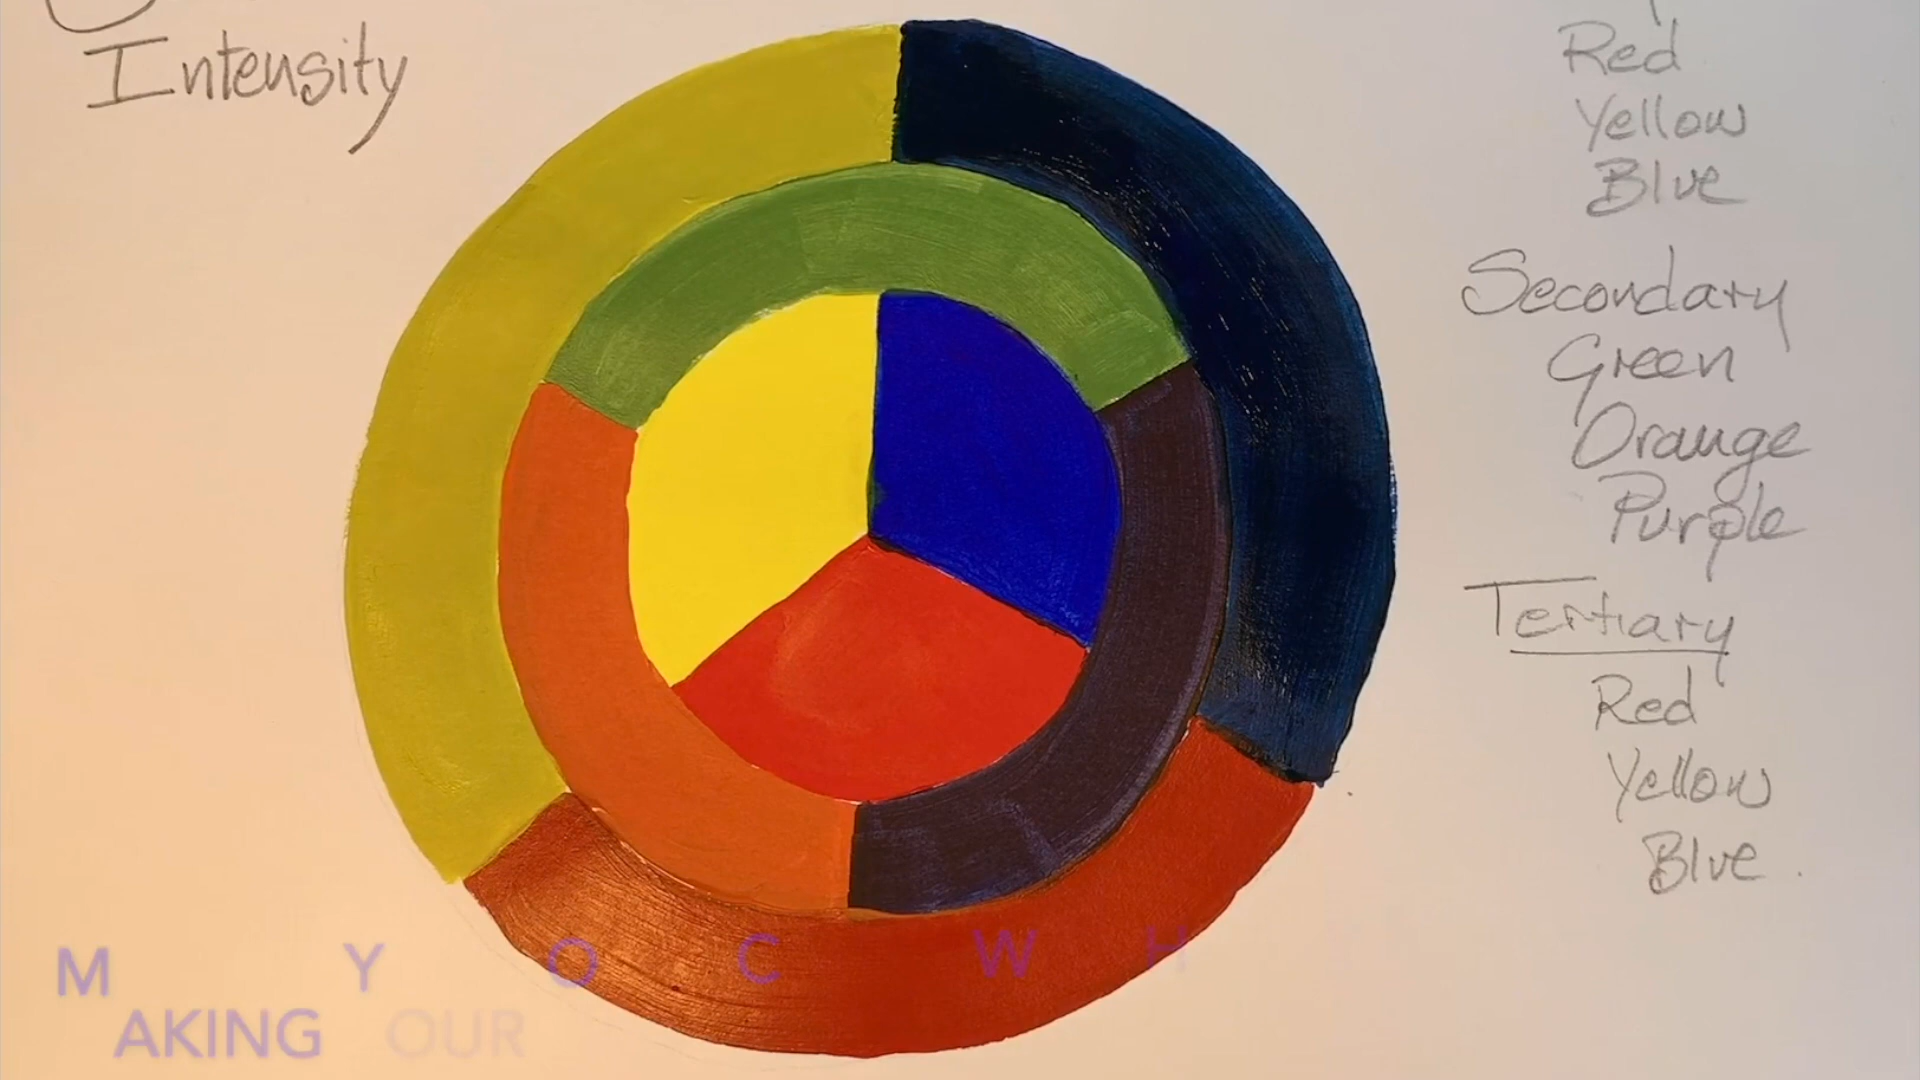 Intensity
Red
Yellow
Blue
Secondary
Green
Orange
Purple
Tertiary
Red
Yellow
Blue.
M Y O C W H
AKING OUR